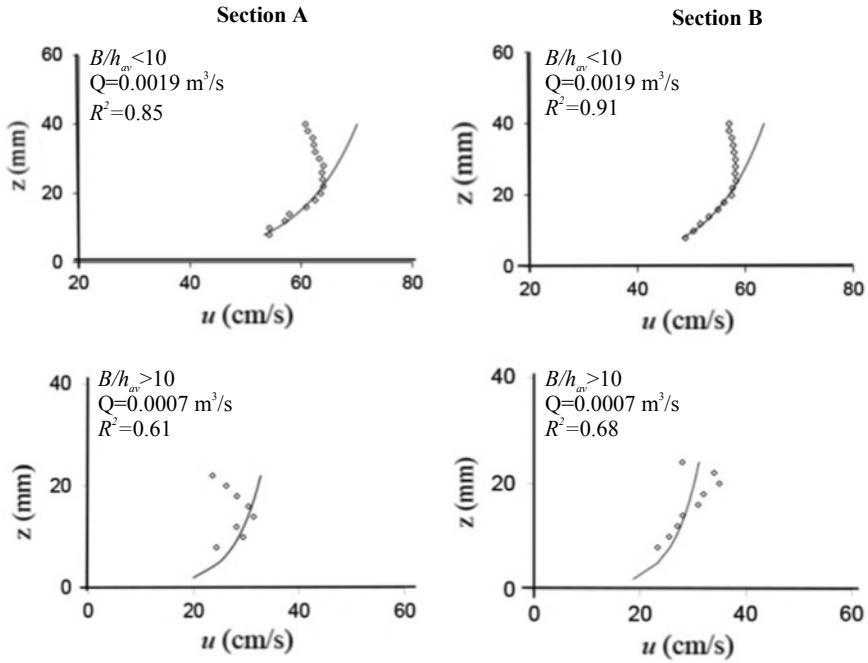 Section A
Section B
B/hav<10
Q=0.0019 m³/s
R²=0.85
60
40
20
0
z (mm)
20
40
60
80
u (cm/s)
B/hav<10
Q=0.0019 m³/s
R²=0.91
60
40
20
0
z (mm)
20
40
60
80
u (cm/s)
B/hav>10
Q=0.0007 m³/s
R²=0.61
40
20
0
z (mm)
0
20
40
60
u (cm/s)
B/hav>10
Q=0.0007 m³/s
R²=0.68
40
20
0
z (mm)
0
20
40
60
u (cm/s)